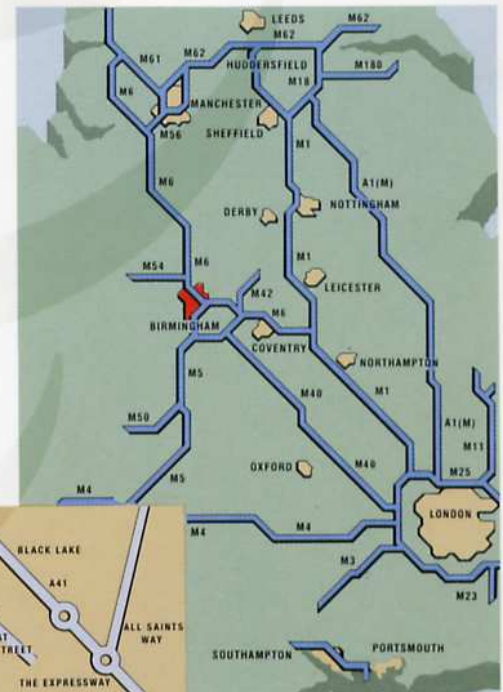 LEEDS
M62
M62
M62
M61
HUDDERSFIELD
M180
M18
M6
MANCHESTER
M56
SHEFFIELD
M1
M6
A1(M)
DERBY
NOTTINGHAM
M54
M6
M1
M42
LEICESTER
M6
BIRMINGHAM
COVENTRY
NORTHAMPTON
M5
M40
M1
M50
A1(M)
M11
OXFORD
M40
M25
M5
M4
LONDON
M4
M4
M3
M23
SOUTHAMPTON
PORTSMOUTH
BLACK LAKE
A41
ALL SAINTS
WAY
THE EXPRESSWAY